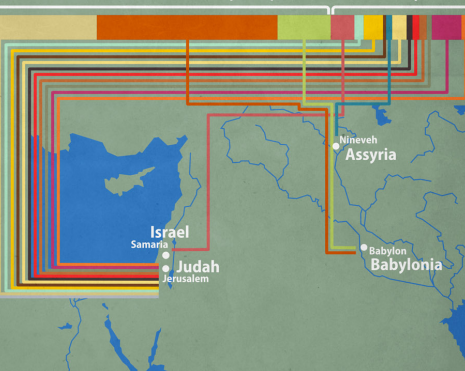 Nineveh
Assyria
Israel
Samaria
Judah
Jerusalem
Babylon
Babylonia